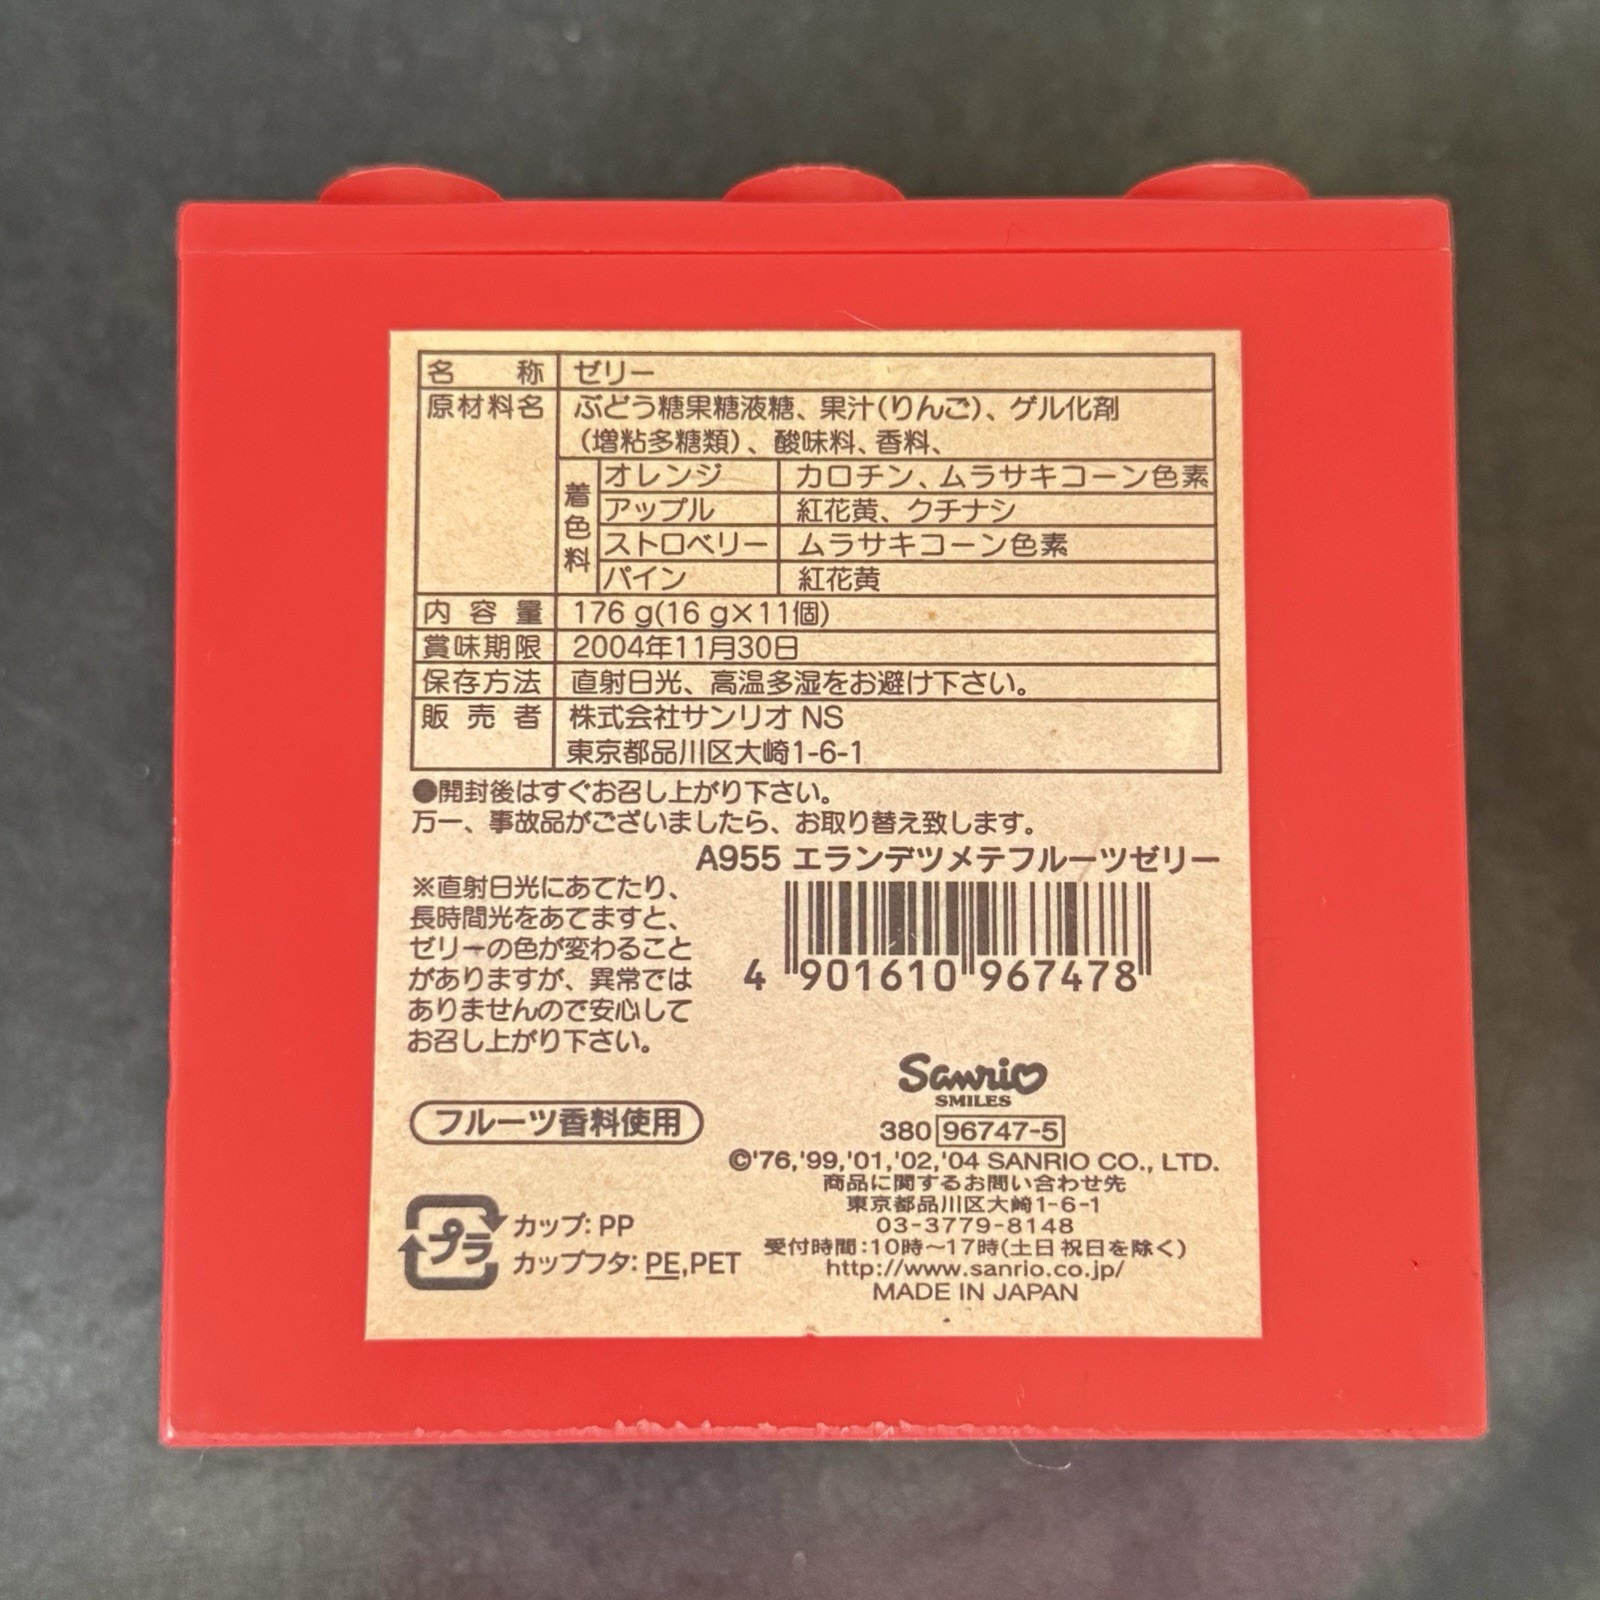 名称 ゼリー
原材料名 ぶどう糖果糖液糖、果汁(りんご)、ゲル化剤
(増粘多糖類)、酸味料、香料、
着色料
オレンジ カロチン、ムラサキコーン色素
アップル 紅花黄、クチナシ
ストロベリー ムラサキコーン色素
パイン 紅花黄
内容量 176 g(16 g×11個)
賞味期限 2004年11月30日
保存方法 直射日光、高温多湿をお避け下さい。
販売者 株式会社サンリオ NS
東京都品川区大崎1-6-1
●開封後はすぐお召し上がり下さい。
万一、事故品がございましたら、お取り替え致します。
A955 エランデツメテフルーツゼリー
※直射日光にあてたり、
長時間光をあてますと、
ゼリーの色が変わること
がありますが、異常では
ありませんので安心して
お召し上がり下さい。
4 901610 967478
フルーツ香料使用
プラ
カップ: PP
カップフタ: PE,PET
Sanrio
SMILES
380 96747-5
©'76,'99,'01,'02,'04 SANRIO CO., LTD.
商品に関するお問い合わせ先
東京都品川区大崎1-6-1
03-3779-8148
受付時間:10時〜17時(土日祝日を除く)
http://www.sanrio.co.jp/
MADE IN JAPAN